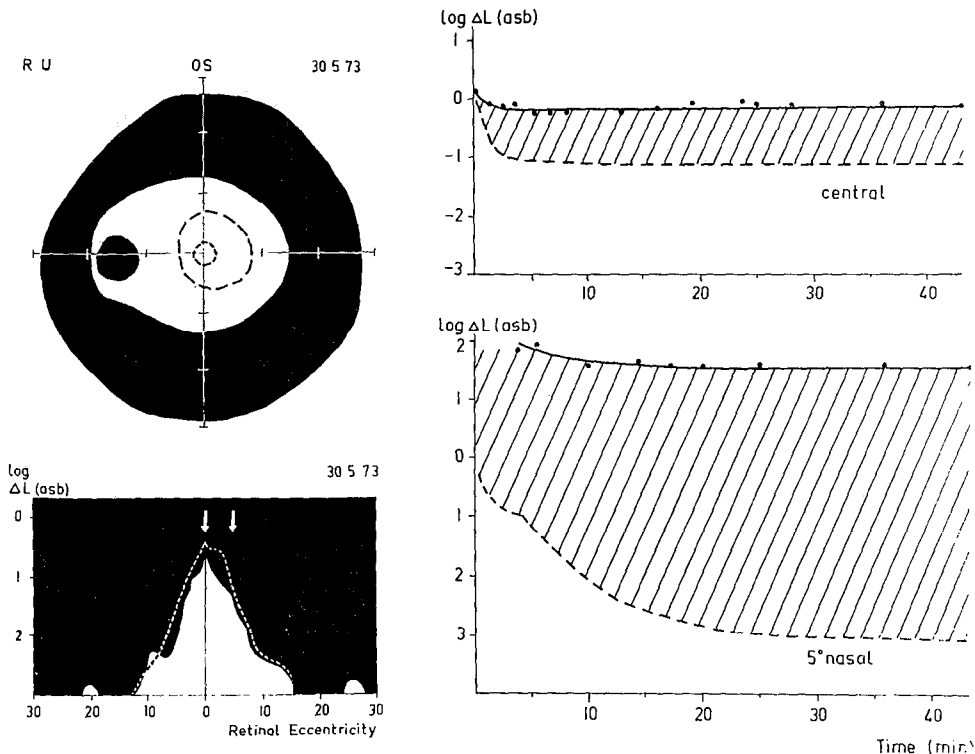 R U OS 30 5 73
log
ΔL (asb)
30 5 73
0
1
2
30 20 10 0 10 20 30
Retinal Eccentricity
log ΔL (asb)
1
0
-1
-2
-3
10 20 30 40
central
log ΔL (asb)
2
1
0
1
2
3
10 20 30 40
5° nasal
Time (min)